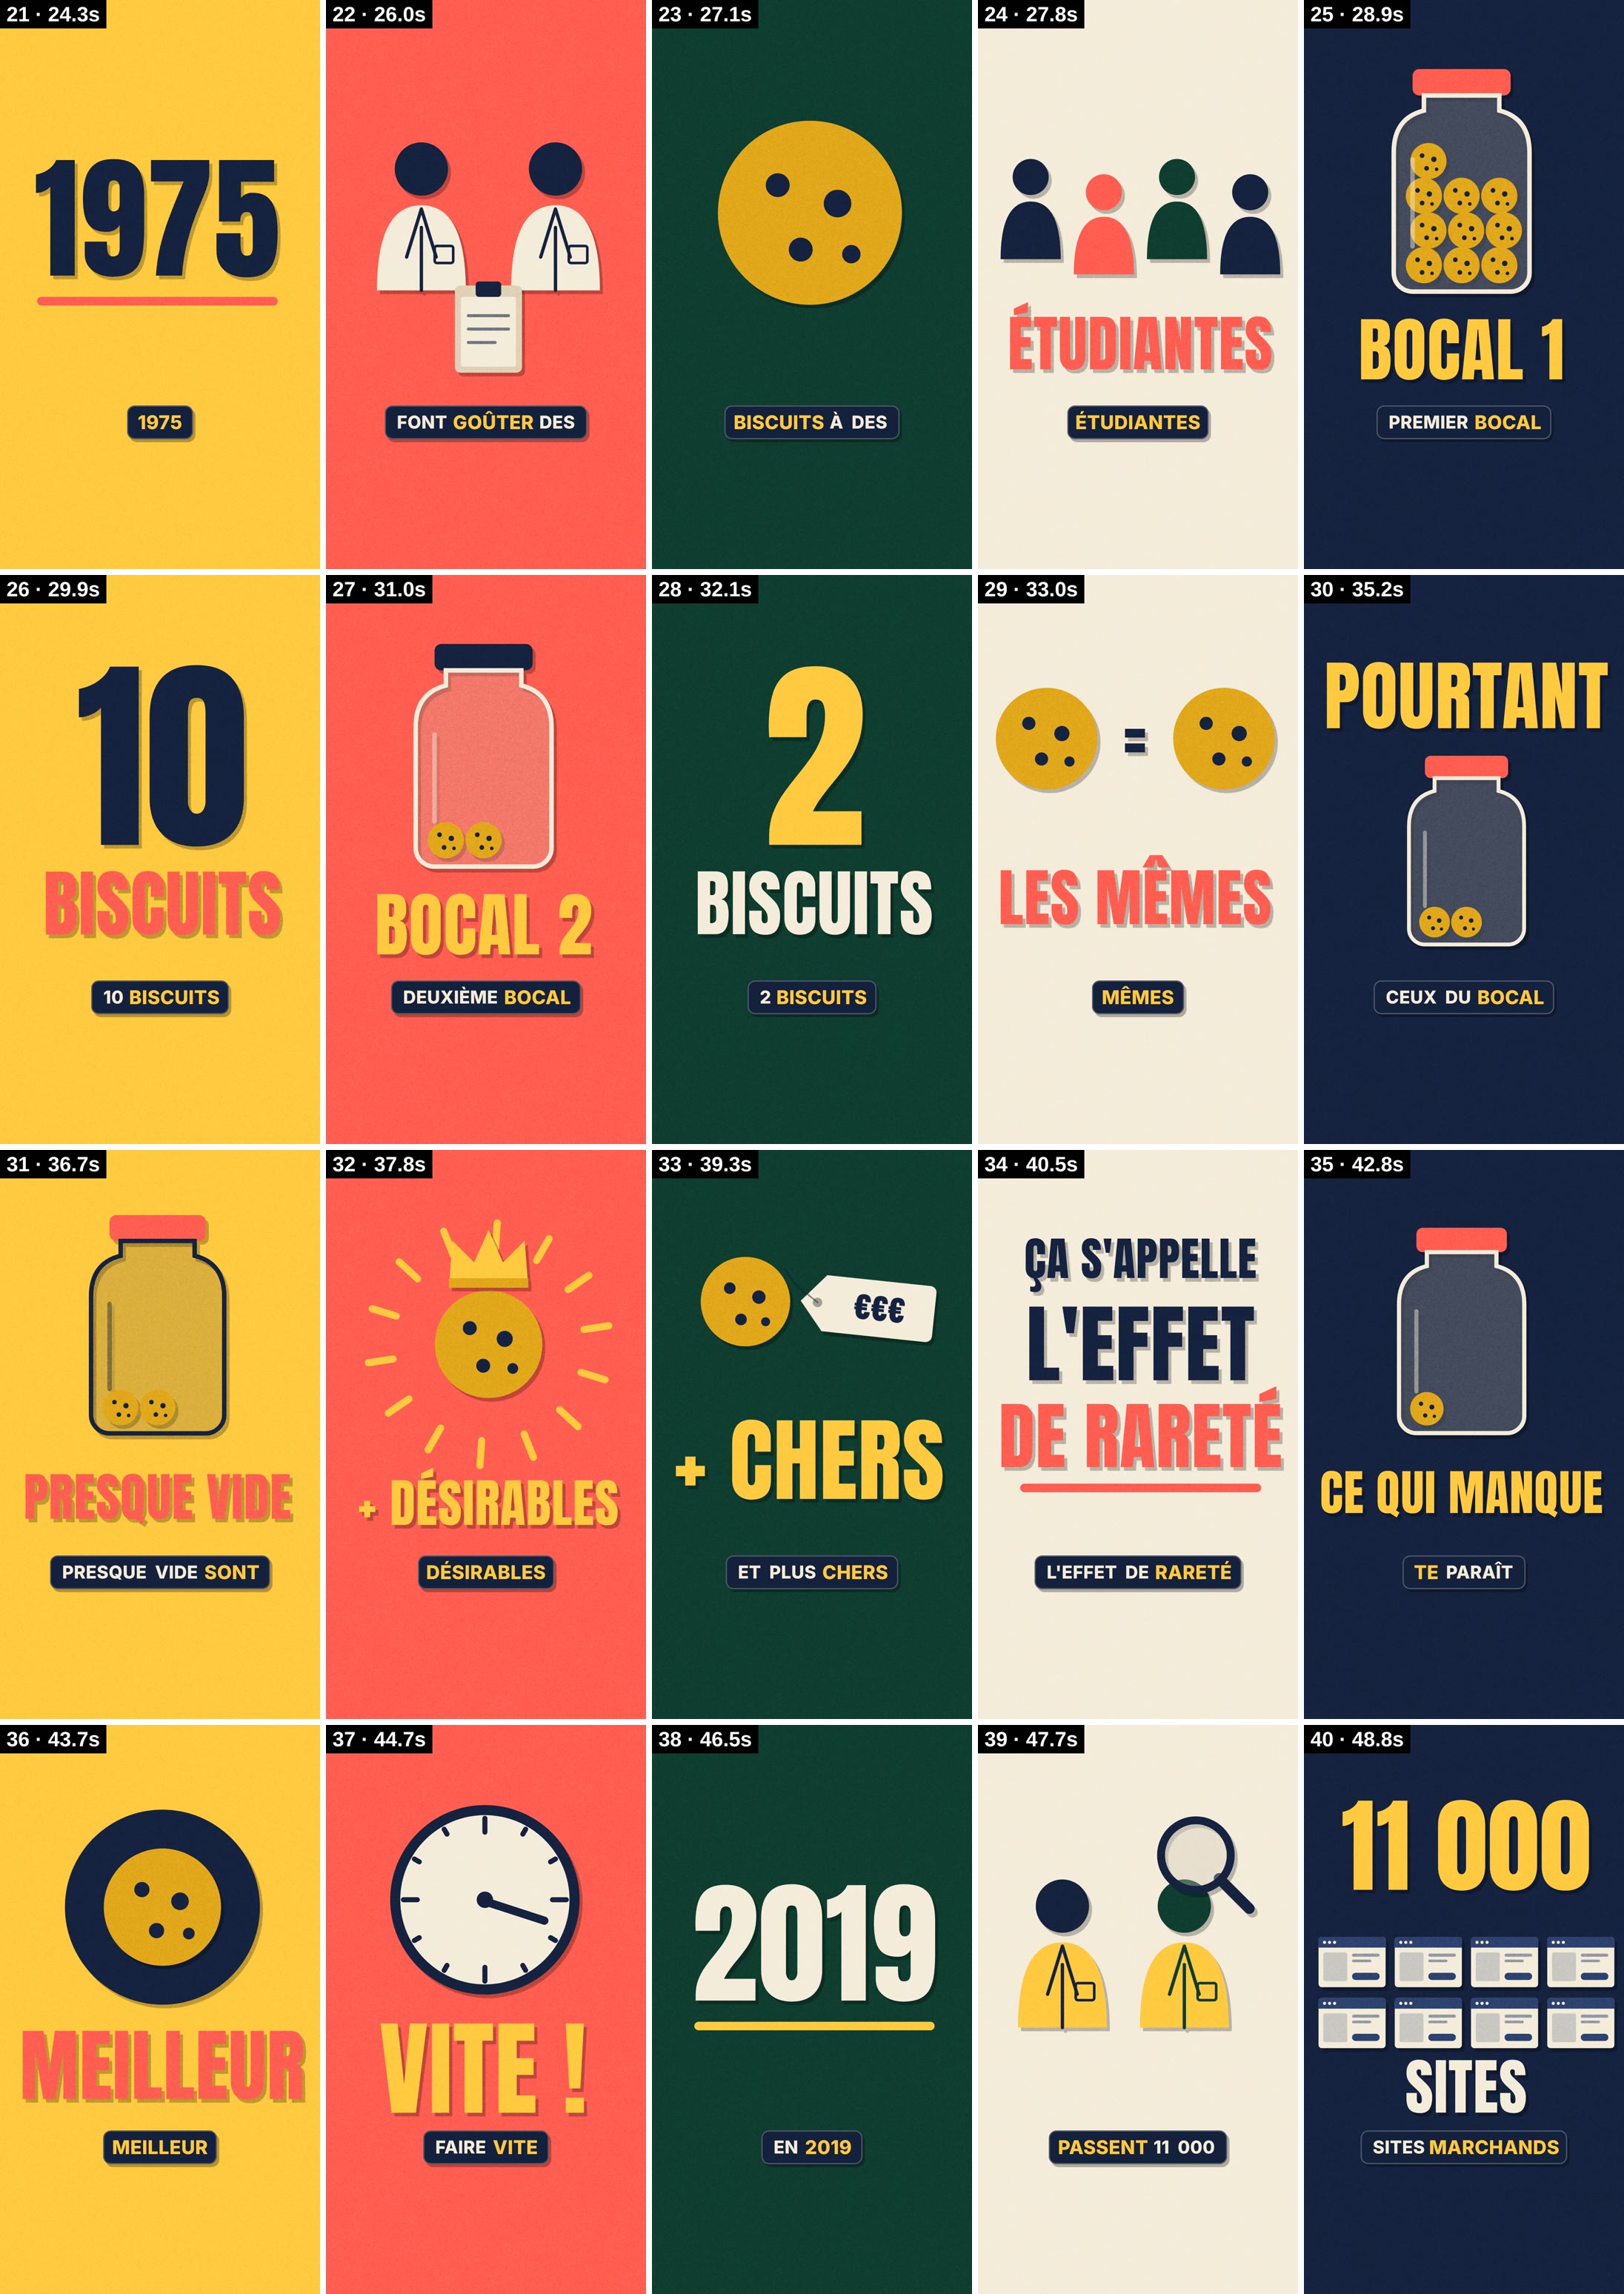 21 · 24.3s
1975
1975
22 · 26.0s
FONT GOÛTER DES
23 · 27.1s
BISCUITS À DES
24 · 27.8s
ÉTUDIANTES
ÉTUDIANTES
25 · 28.9s
BOCAL 1
PREMIER BOCAL
26 · 29.9s
10
BISCUITS
10 BISCUITS
27 · 31.0s
BOCAL 2
DEUXIÈME BOCAL
28 · 32.1s
2
BISCUITS
2 BISCUITS
29 · 33.0s
=
LES MÊMES
MÊMES
30 · 35.2s
POURTANT
CEUX DU BOCAL
31 · 36.7s
PRESQUE VIDE
PRESQUE VIDE SONT
32 · 37.8s
+ DÉSIRABLES
DÉSIRABLES
33 · 39.3s
€€€
+ CHERS
ET PLUS CHERS
34 · 40.5s
ÇA S'APPELLE
L'EFFET
DE RARETÉ
L'EFFET DE RARETÉ
35 · 42.8s
CE QUI MANQUE
TE PARAÎT
36 · 43.7s
MEILLEUR
MEILLEUR
37 · 44.7s
VITE !
FAIRE VITE
38 · 46.5s
2019
EN 2019
39 · 47.7s
PASSENT 11 000
40 · 48.8s
11 000
SITES
SITES MARCHANDS